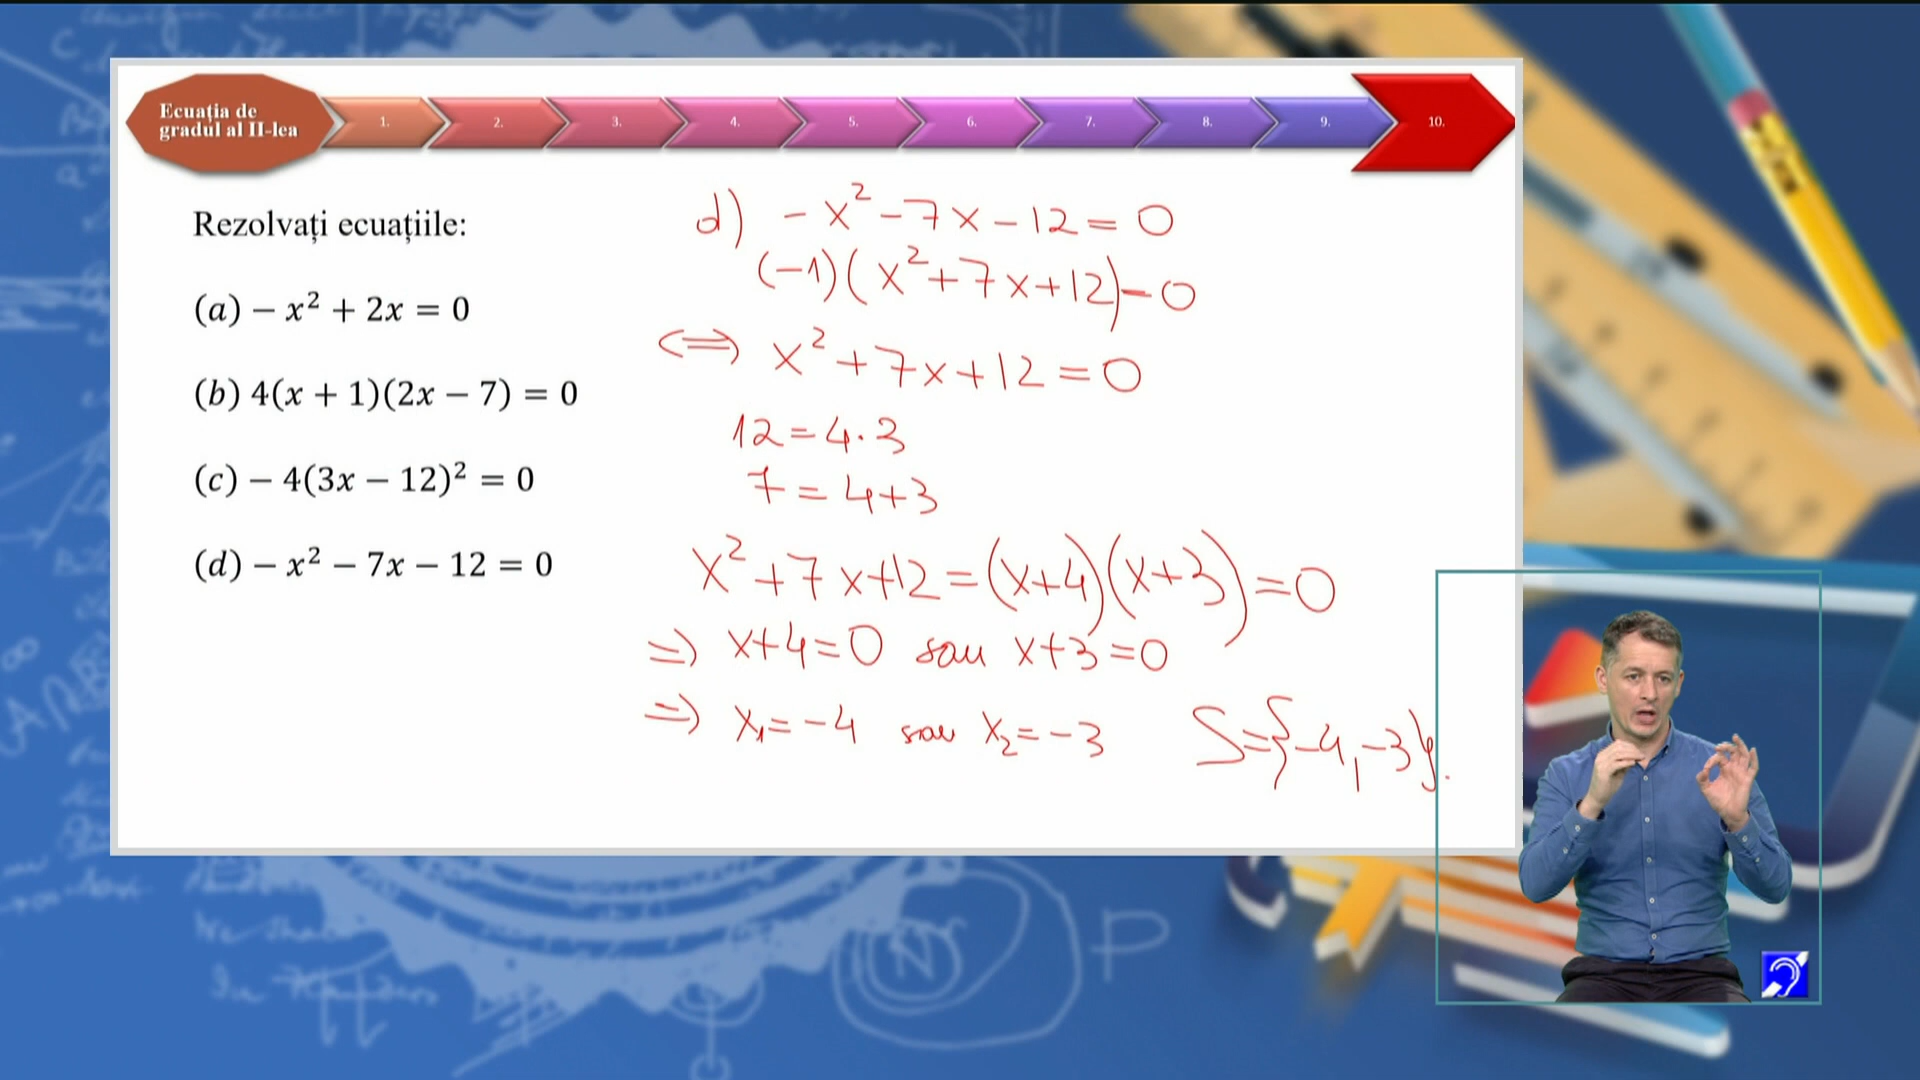 Ecuația de
gradul al II-lea
1.
2.
3.
4.
5.
6.
7.
8.
9.
10.
Rezolvați ecuațiile:
(a) − x² + 2x = 0
(b) 4(x + 1)(2x − 7) = 0
(c) − 4(3x − 12)² = 0
(d) − x² − 7x − 12 = 0
d) − x² − 7x − 12 = 0
(−1)(x² + 7x + 12) − 0
⟺ x² + 7x + 12 = 0
12 = 4·3
7 = 4+3
x² + 7x + 12 = (x+4)(x+3) = 0
⇒ x+4=0 sau x+3=0
⇒ x₁ = −4 sau x₂ = −3 S={−4, −3}.
N
P